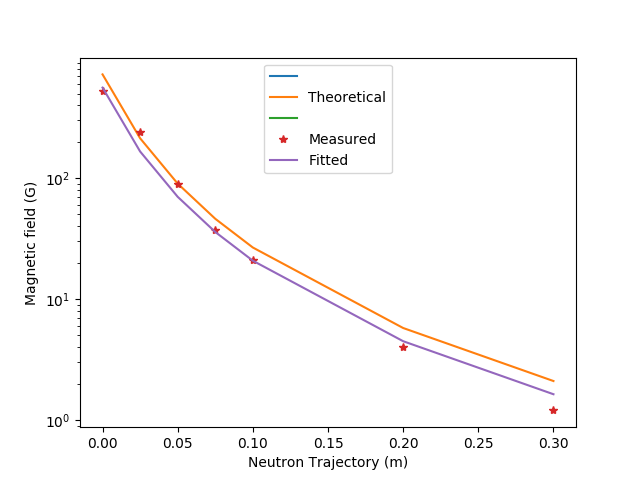 Theoretical
Measured
Fitted
Magnetic field (G)
10²
10¹
10⁰
0.00 0.05 0.10 0.15 0.20 0.25 0.30
Neutron Trajectory (m)